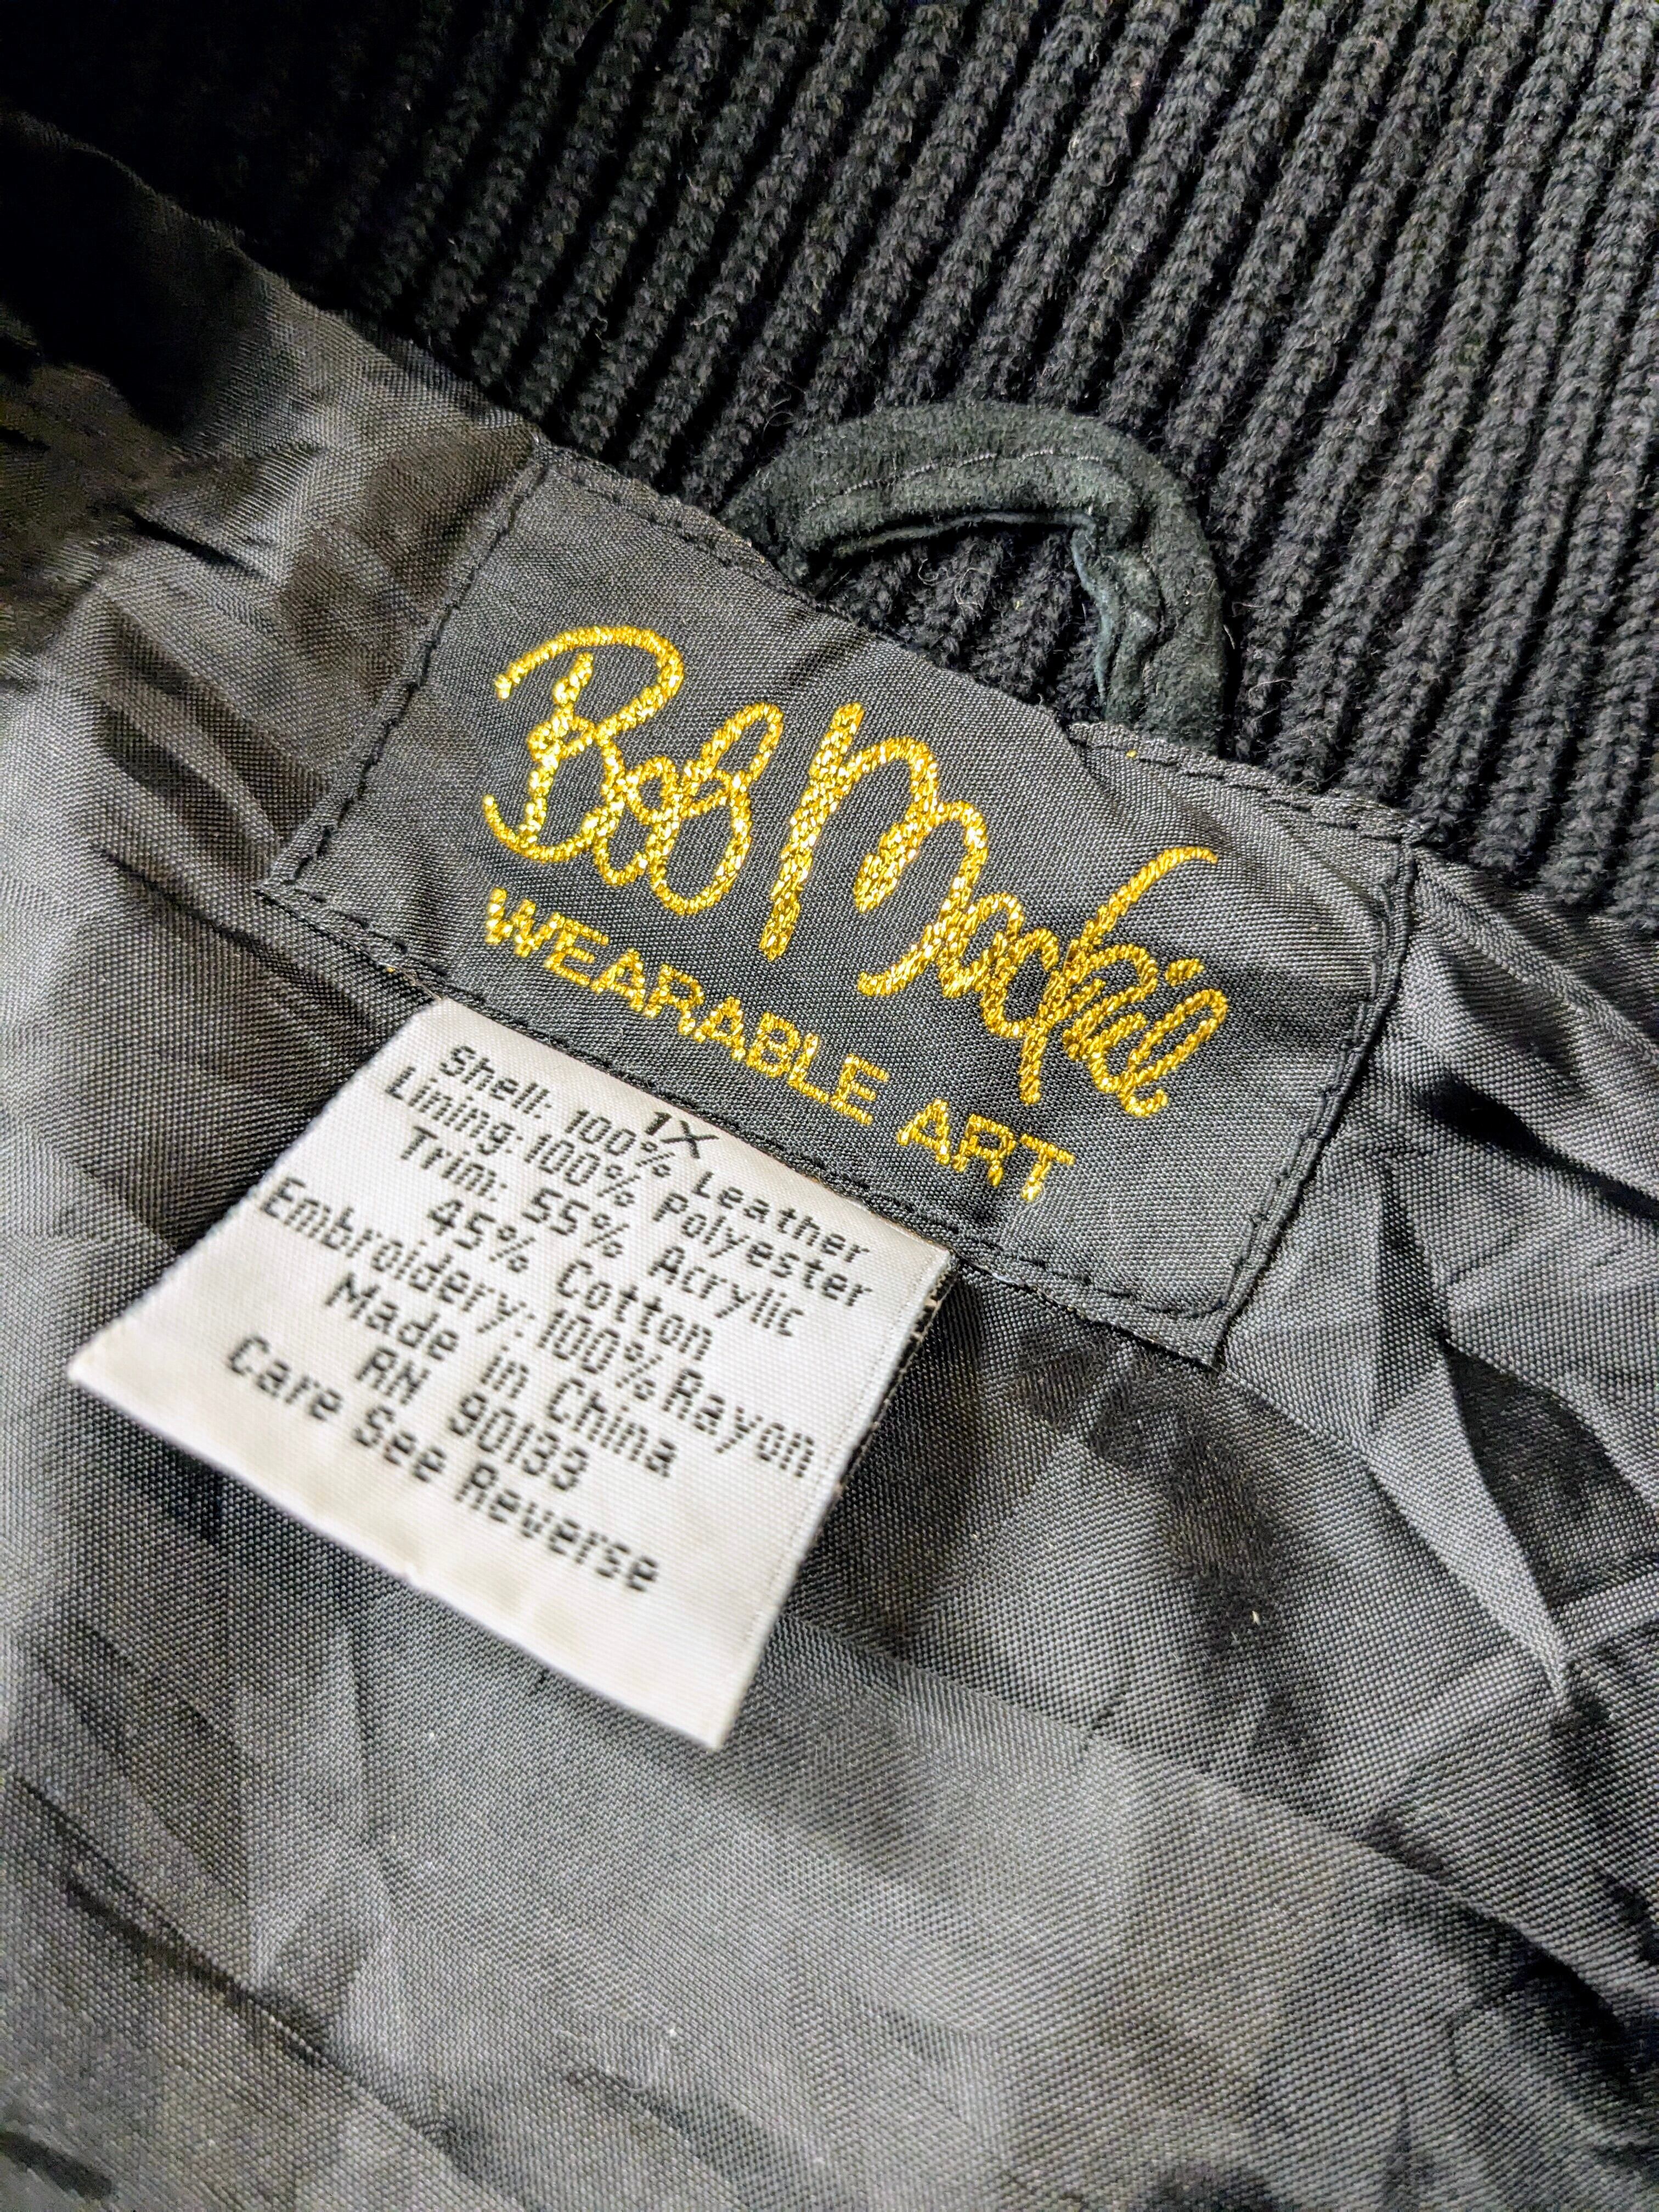 Bob Mackie
WEARABLE ART
1X
Shell: 100% Leather
Lining: 100% Polyester
Trim: 55% Acrylic
45% Cotton
Embroidery: 100% Rayon
Made in China
RN 90133
Care See Reverse